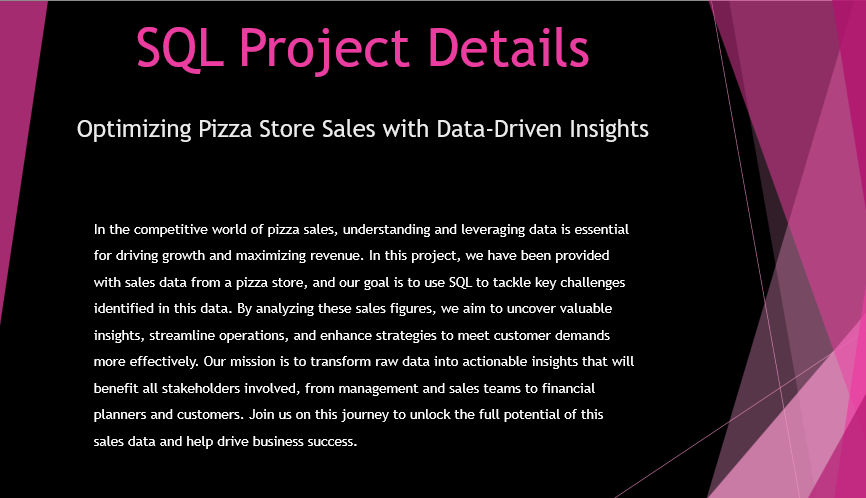 SQL Project Details
Optimizing Pizza Store Sales with Data-Driven Insights
In the competitive world of pizza sales, understanding and leveraging data is essential
for driving growth and maximizing revenue. In this project, we have been provided
with sales data from a pizza store, and our goal is to use SQL to tackle key challenges
identified in this data. By analyzing these sales figures, we aim to uncover valuable
insights, streamline operations, and enhance strategies to meet customer demands
more effectively. Our mission is to transform raw data into actionable insights that will
benefit all stakeholders involved, from management and sales teams to financial
planners and customers. Join us on this journey to unlock the full potential of this
sales data and help drive business success.